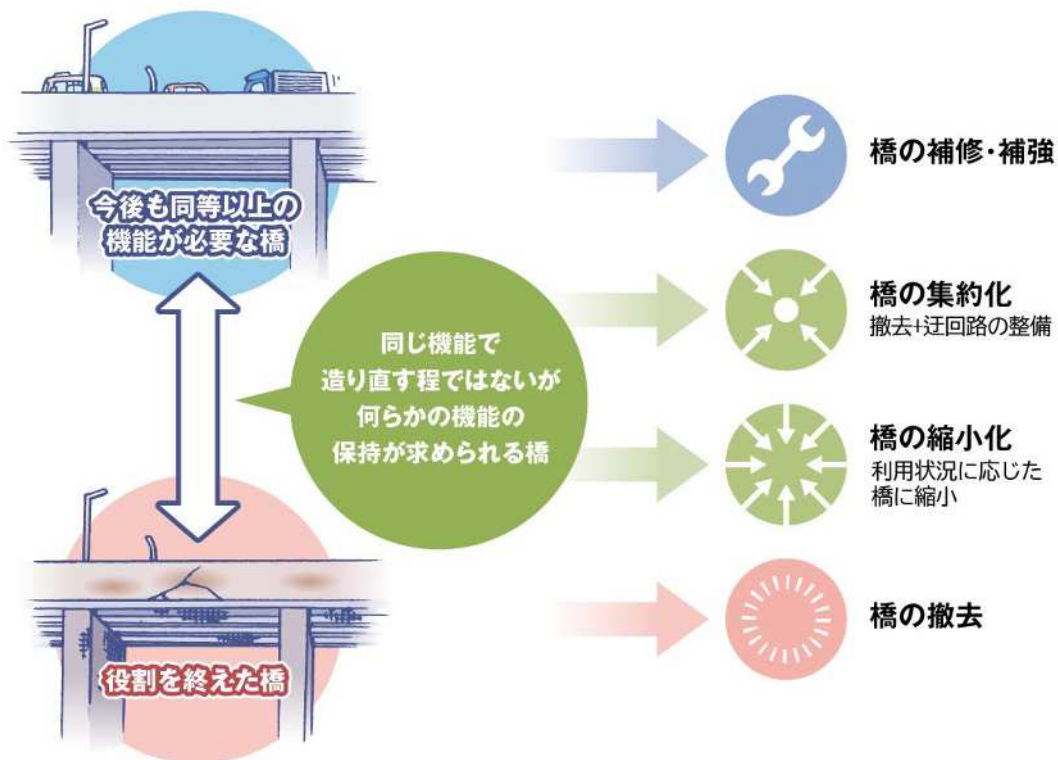 今後も同等以上の
機能が必要な橋
同じ機能で
造り直す程ではないが
何らかの機能の
保持が求められる橋
役割を終えた橋
橋の補修・補強
橋の集約化
撤去+迂回路の整備
橋の縮小化
利用状況に応じた
橋に縮小
橋の撤去